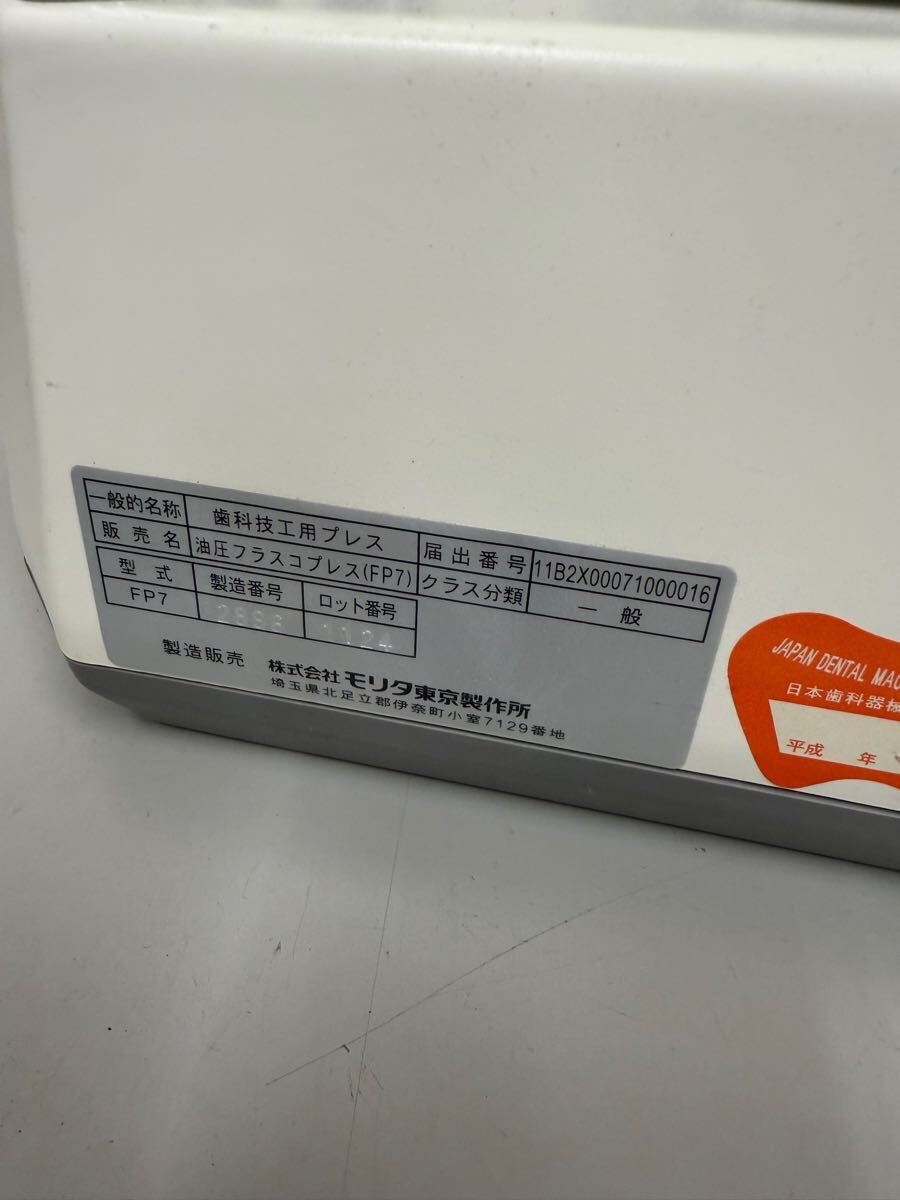 一般的名称 歯科技工用プレス 届出番号 11B2X00071000016
販売名 油圧フラスコプレス(FP7) クラス分類 一般
型式 製造番号 ロット番号
FP7 1124
製造販売 株式会社 モリタ東京製作所
埼玉県北足立郡伊奈町小室7129番地
JAPAN DENTAL
日本歯科器械
平成 年